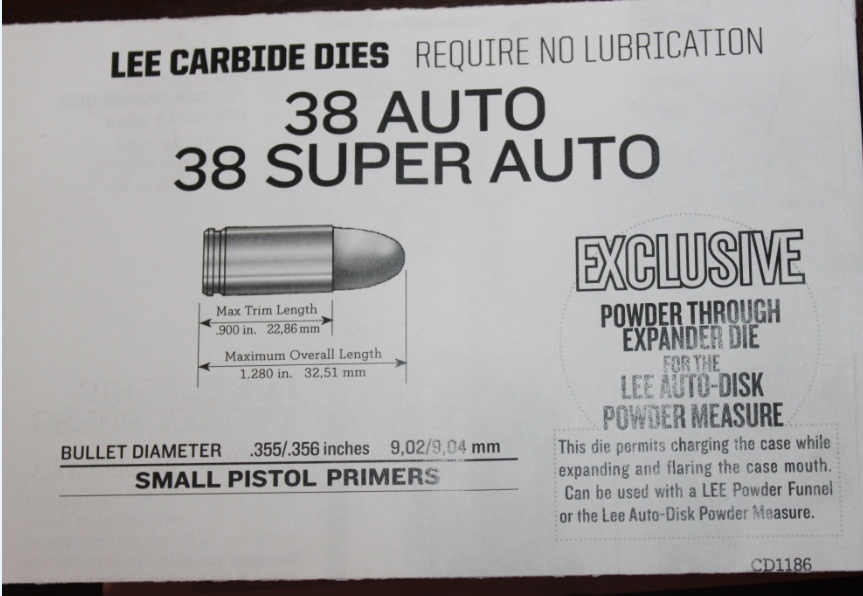 LEE CARBIDE DIES REQUIRE NO LUBRICATION
38 AUTO
38 SUPER AUTO
Max Trim Length
.900 in. 22,86 mm
Maximum Overall Length
1.280 in. 32,51 mm
BULLET DIAMETER .355/.356 inches 9,02/9,04 mm
SMALL PISTOL PRIMERS
EXCLUSIVE
POWDER THROUGH
EXPANDER DIE
FOR THE
LEE AUTO-DISK
POWDER MEASURE
This die permits charging the case while
expanding and flaring the case mouth.
Can be used with a LEE Powder Funnel
or the Lee Auto-Disk Powder Measure.
CD1186